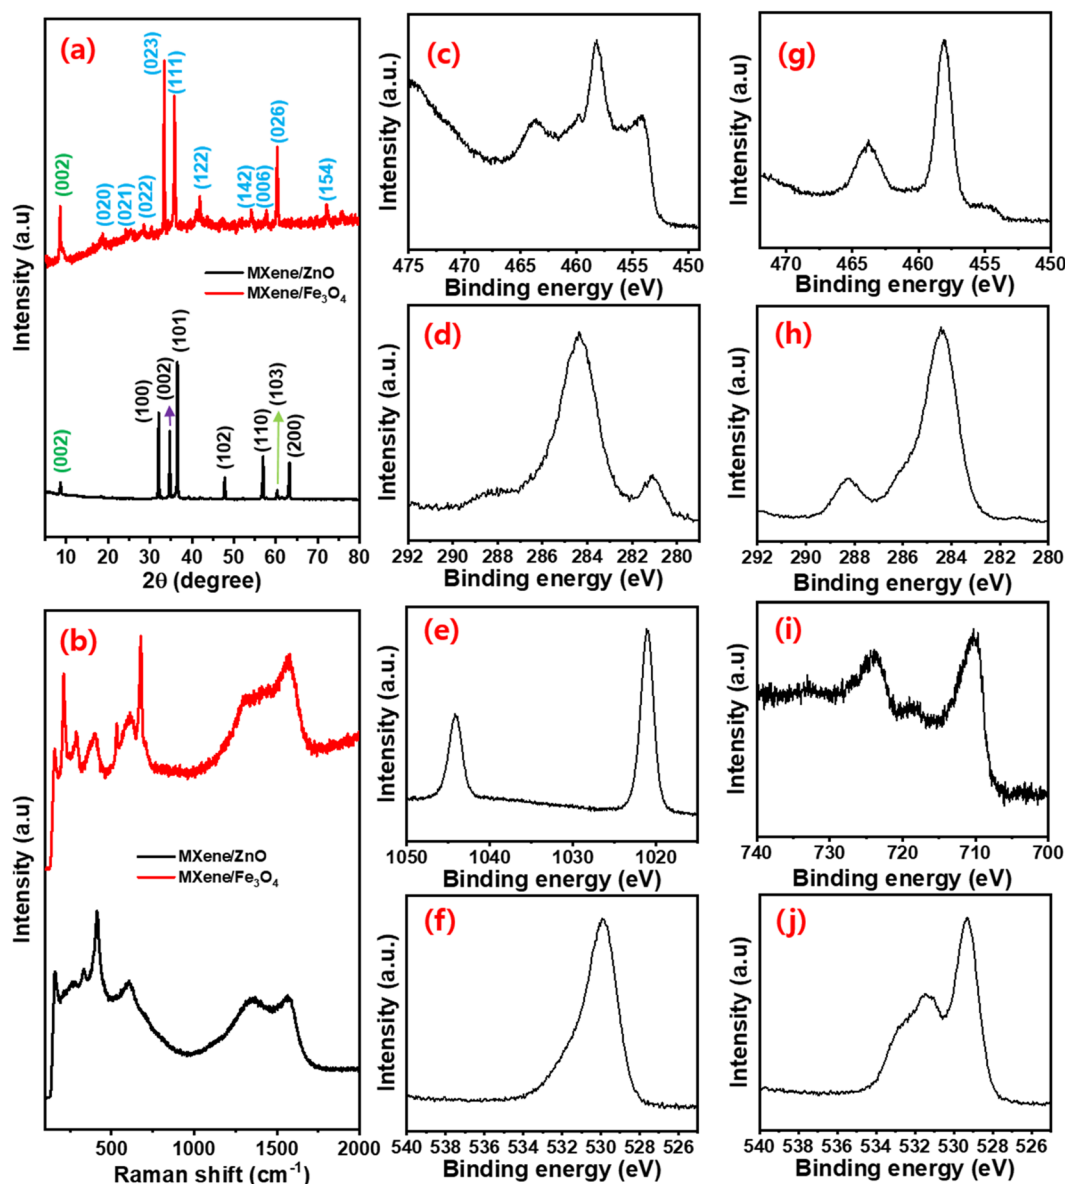 (a)
Intensity (a.u)
(002)
(020)
(021)
(022)
(023)
(111)
(122)
(142)
(006)
(026)
(154)
MXene/ZnO
MXene/Fe₃O₄
(002)
(100)
(002)
(101)
(102)
(110)
(103)
(200)
10 20 30 40 50 60 70 80
2θ (degree)
(b)
Intensity (a.u)
MXene/ZnO
MXene/Fe₃O₄
500 1000 1500 2000
Raman shift (cm⁻¹)
(c)
Intensity (a.u.)
475 470 465 460 455 450
Binding energy (eV)
(d)
Intensity (a.u.)
292 290 288 286 284 282 280
Binding energy (eV)
(e)
Intensity (a.u.)
1050 1040 1030 1020
Binding energy (eV)
(f)
Intensity (a.u.)
540 538 536 534 532 530 528 526
Binding energy (eV)
(g)
Intensity (a.u)
470 465 460 455 450
Binding energy (eV)
(h)
Intensity (a.u)
292 290 288 286 284 282 280
Binding energy (eV)
(i)
Intensity (a.u)
740 730 720 710 700
Binding energy (eV)
(j)
Intensity (a.u)
540 538 536 534 532 530 528 526
Binding energy (eV)